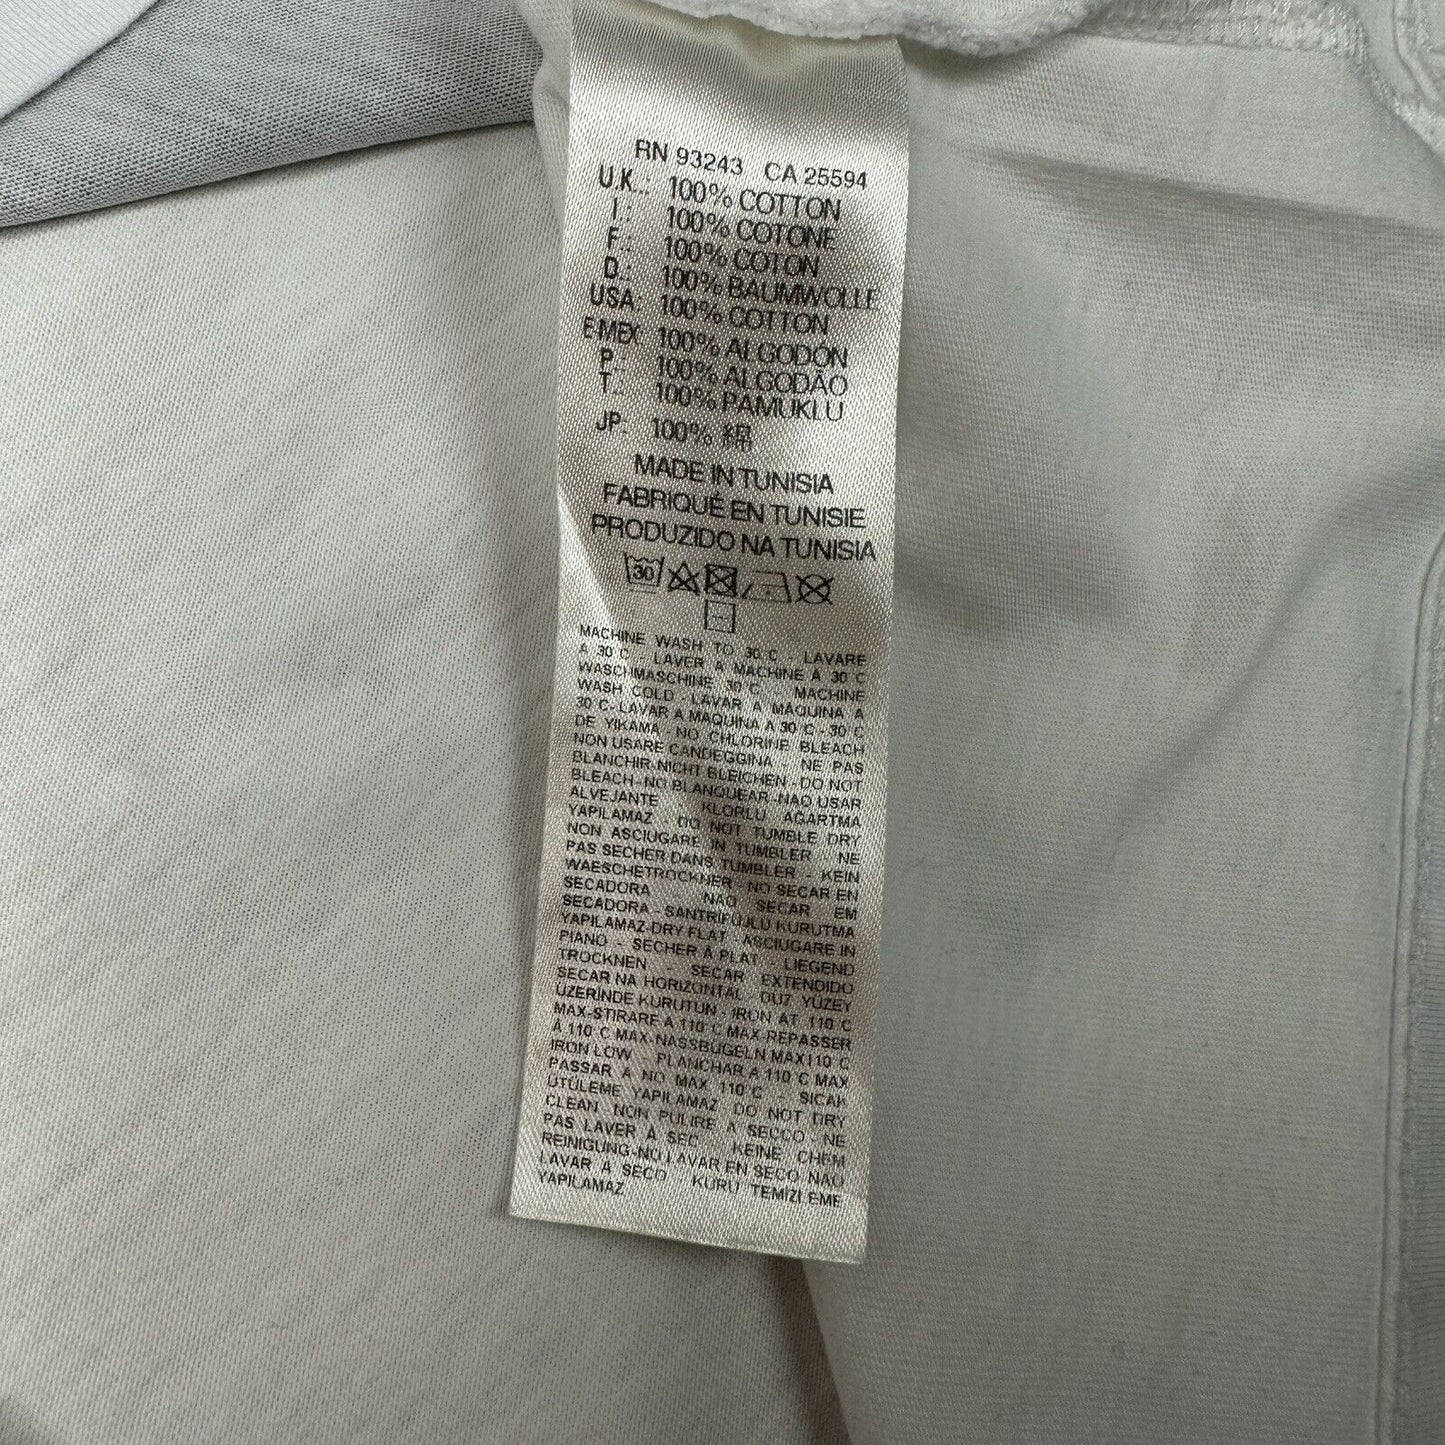 RN 93243 CA 25594
U.K.: 100% COTTON
I.: 100% COTONE
F.: 100% COTON
D.: 100% BAUMWOLLE
USA: 100% COTTON
E-MEX: 100% ALGODÓN
P.: 100% ALGODÃO
T.: 100% PAMUKLU
JP: 100% 綿
MADE IN TUNISIA
FABRIQUÉ EN TUNISIE
PRODUZIDO NA TUNISIA
30
MACHINE WASH TO 30 C - LAVARE
A 30 C - LAVER A MACHINE A 30 C
WASCHMASCHINE 30 C - MACHINE
WASH COLD - LAVAR A MAQUINA A
30 C - LAVAR A MAQUINA A 30 C - 30 C
DE YIKAMA - NO CHLORINE BLEACH
NON USARE CANDEGGINA - NE PAS
BLANCHIR-NICHT BLEICHEN - DO NOT
BLEACH-NO BLANQUEAR-NAO USAR
ALVEJANTE - KLORLU AGARTMA
YAPILAMAZ - DO NOT TUMBLE DRY
NON ASCIUGARE IN TUMBLER - NE
PAS SECHER DANS TUMBLER - KEIN
WAESCHETROCKNER - NO SECAR EN
SECADORA - NAO SECAR EM
SECADORA - SANTRIFUJLU KURUTMA
YAPILAMAZ-DRY FLAT - ASCIUGARE IN
PIANO - SECHER A PLAT - LIEGEND
TROCKNEN - SECAR EXTENDIDO
SECAR NA HORIZONTAL - DUZ YUZEY
ÜZERINDE KURUTUN - IRON AT 110 C
MAX-STIRARE A 110 C MAX-REPASSER
A 110 C MAX-NASSBÜGELN MAX110 C
IRON LOW - PLANCHAR A 110 C MAX
PASSAR A NO MAX 110 C - SICAK
ÜTÜLEME YAPILAMAZ - DO NOT DRY
CLEAN - NON PULIRE A SECCO - NE
PAS LAVER A SEC - KEINE CHEM
REINIGUNG-NO LAVAR EN SECO NAO
LAVAR A SECO - KURU TEMIZLEME
YAPILAMAZ